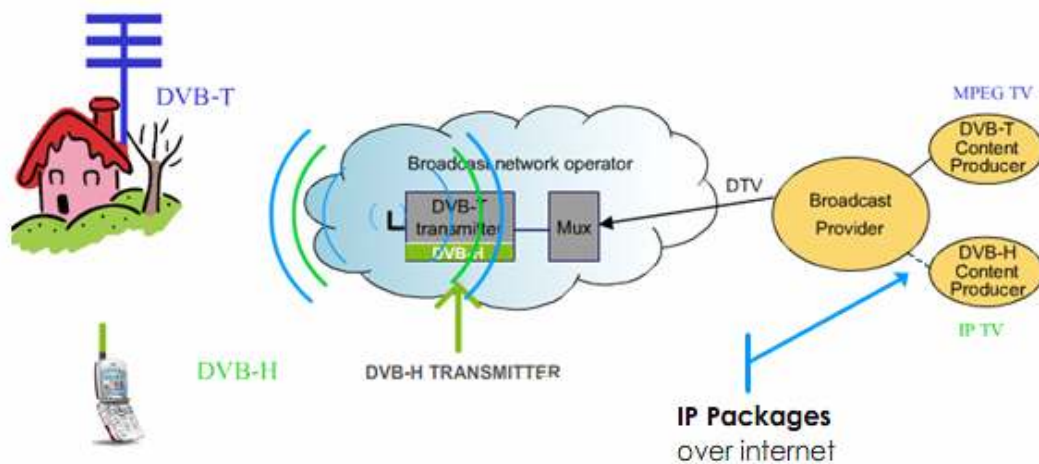 DVB-T
MPEG TV
DVB-T
Content
Producer
Broadcast network operator
DTV
DVB-T
transmitter
DVB-H
Mux
Broadcast
Provider
DVB-H
Content
Producer
IP TV
DVB-H
DVB-H TRANSMITTER
IP Packages
over internet